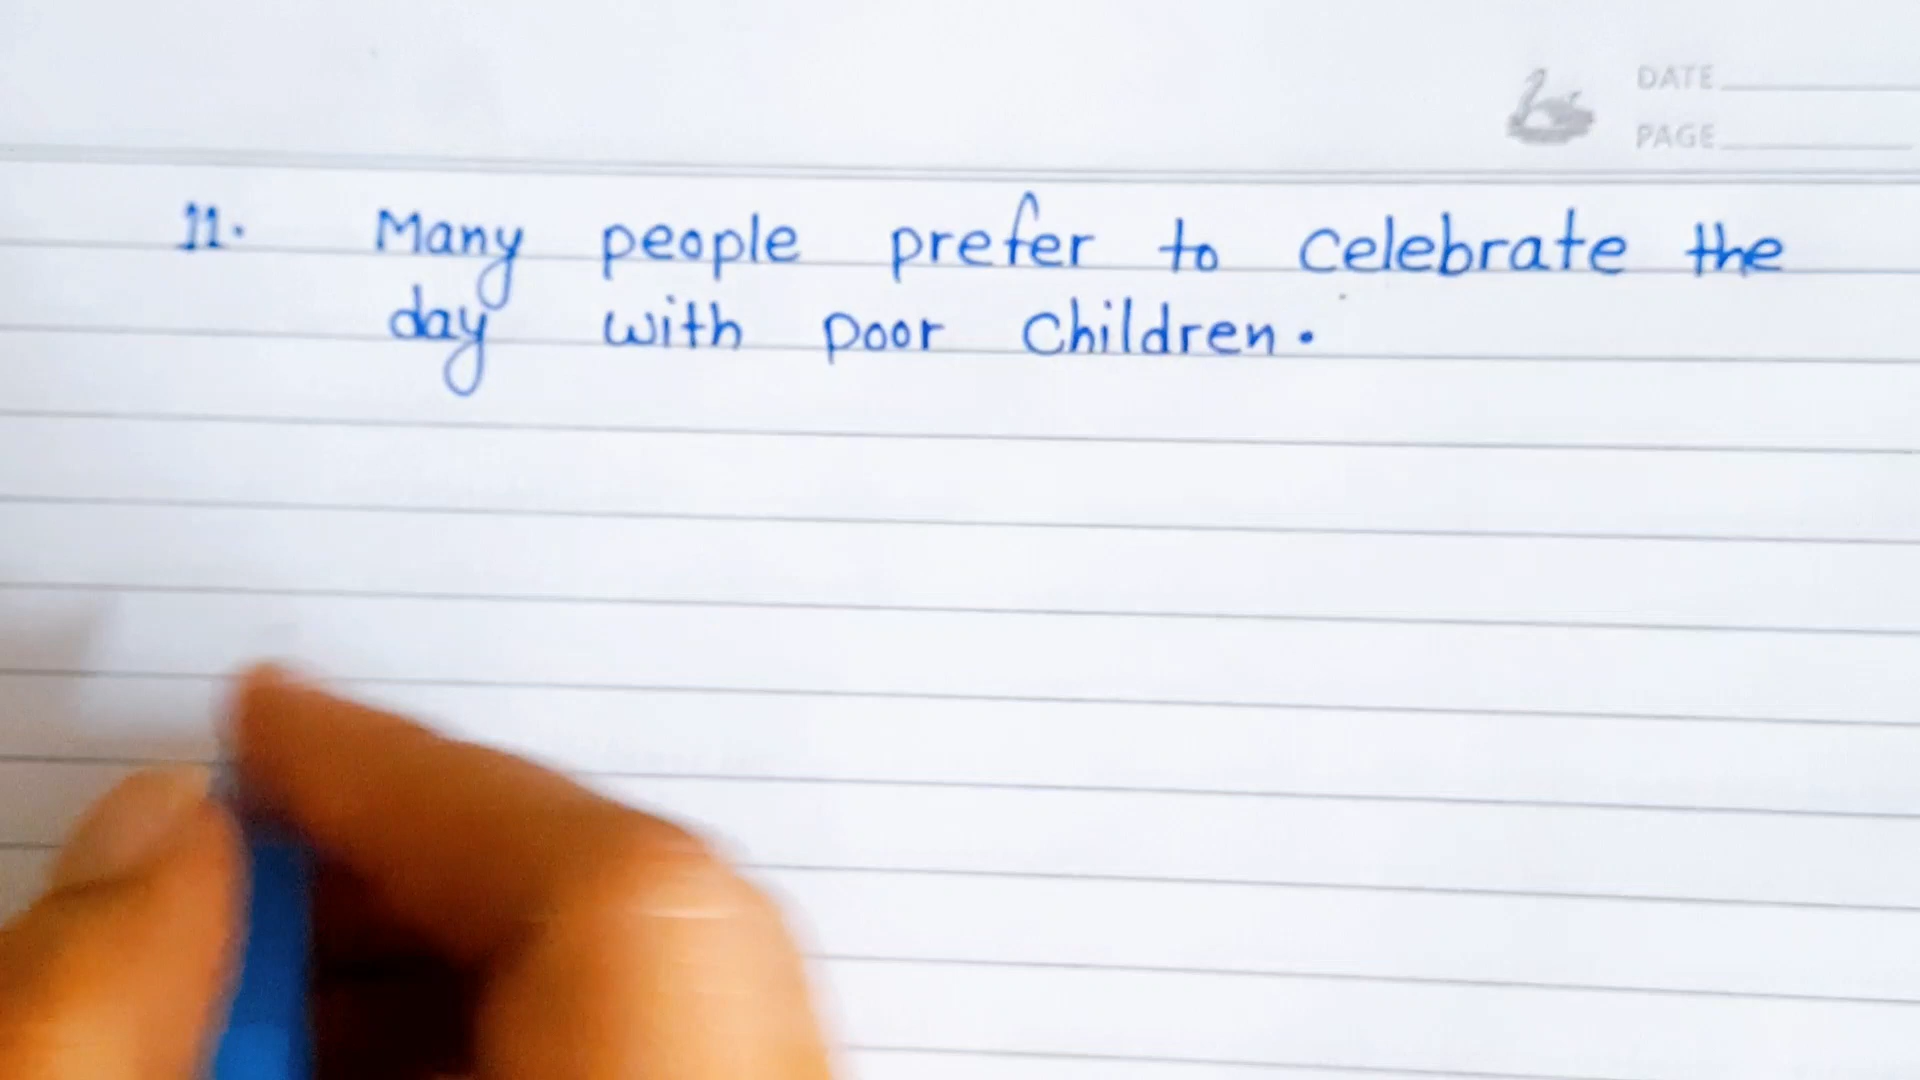 DATE
PAGE
11. Many people prefer to celebrate the
day with poor children.